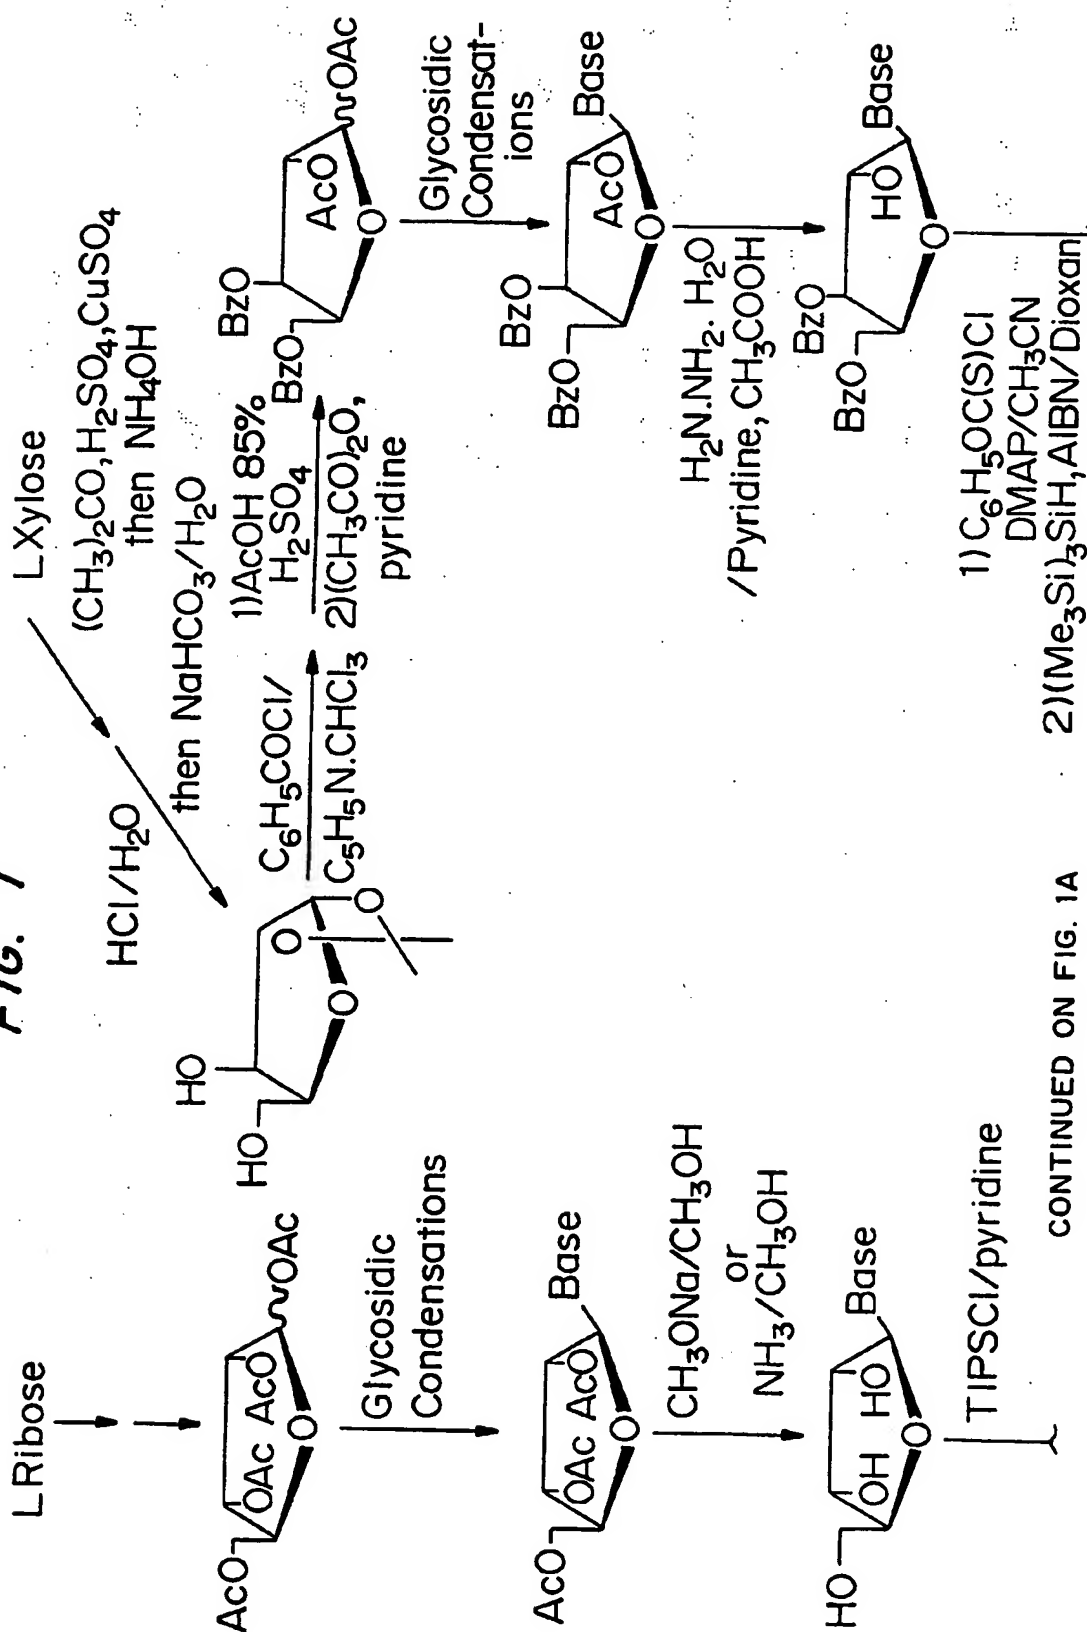 FIG. 1
L Ribose
AcO
OAc AcO
O
OAc
Glycosidic
Condensations
AcO
OAc AcO
O
Base
CH3ONa/CH3OH
or
NH3/CH3OH
HO
OH HO
O
Base
TIPSCl/pyridine
L Xylose
(CH3)2CO, H2SO4, CuSO4
then NH4OH
HCl/H2O
then NaHCO3/H2O
HO
HO
O
O
O
C6H5COCl/
C5H5N.CHCl3
1)AcOH 85%
H2SO4
2)(CH3CO)2O,
pyridine
BzO
BzO
AcO
O
OAc
Glycosidic
Condensat-
ions
BzO
BzO
AcO
O
Base
H2N.NH2. H2O
/Pyridine, CH3COOH
BzO
BzO
HO
O
Base
1) C6H5OC(S)Cl
DMAP/CH3CN
2)(Me3Si)3SiH, AIBN/Dioxan
CONTINUED ON FIG. 1A